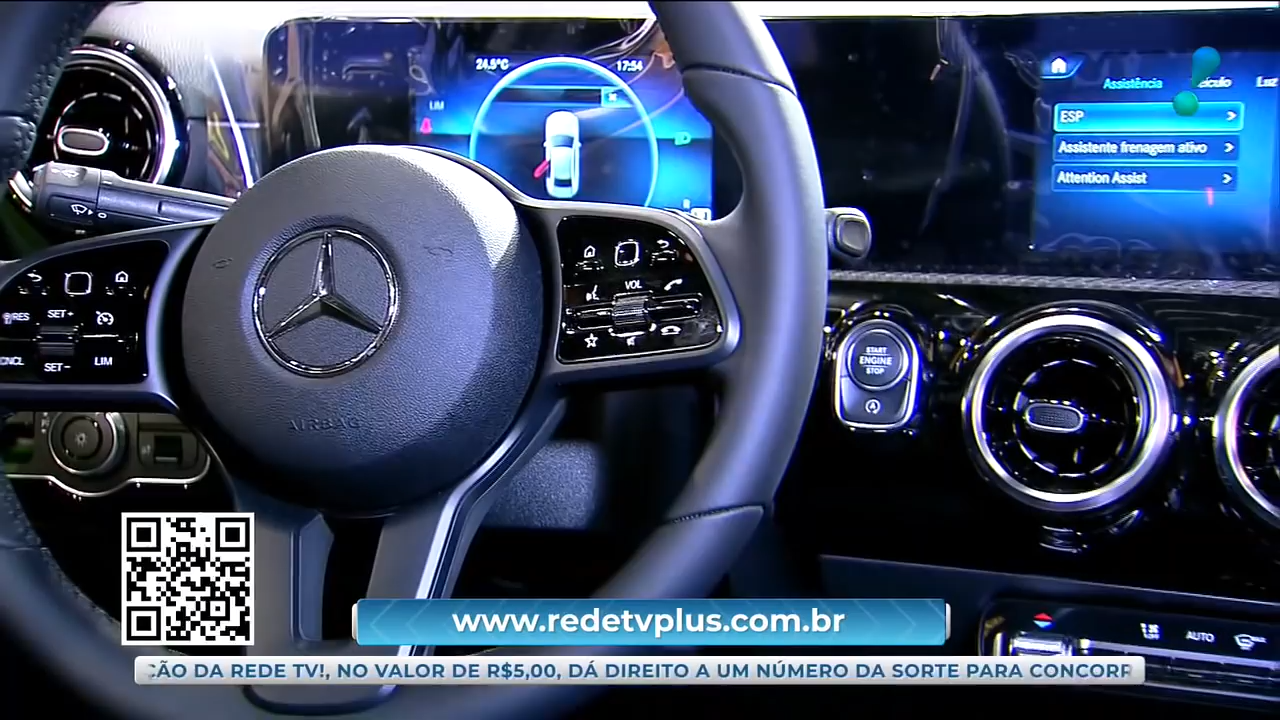 24.5°C
17:54
LIM
Assistência
ESP
Assistente frenagem ativo
Attention Assist
RES
SET+
CNCL
SET-
LIM
VOL
START
ENGINE
STOP
AIRBAG
AUTO
www.redetvplus.com.br
ÇÃO DA REDE TV!, NO VALOR DE R$5,00, DÁ DIREITO A UM NÚMERO DA SORTE PARA CONCORR